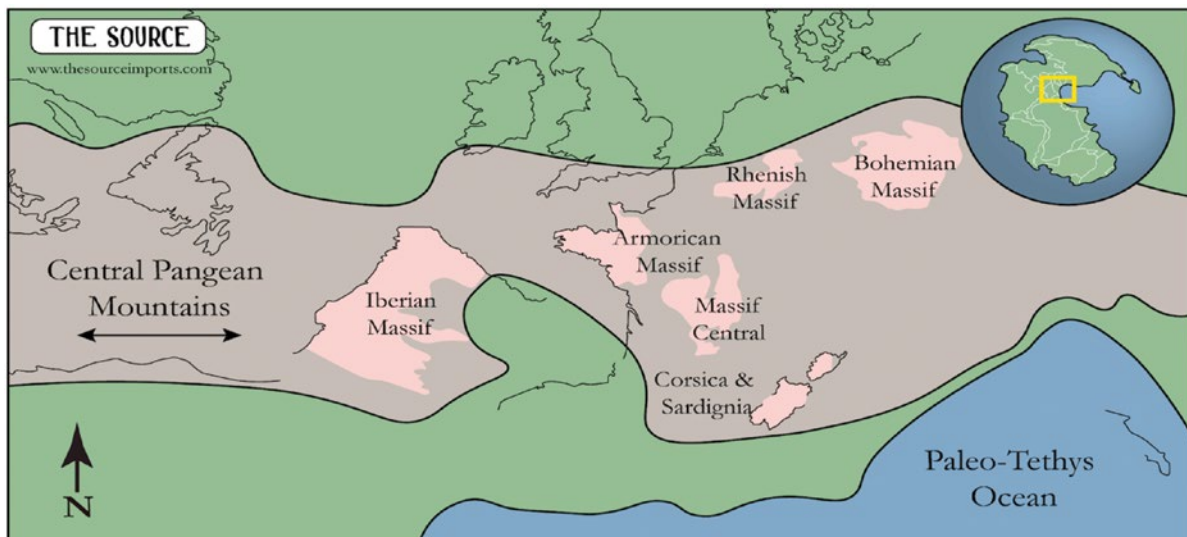 THE SOURCE
www.thesourceimports.com
Central Pangean
Mountains
Iberian
Massif
Armorican
Massif
Rhenish
Massif
Bohemian
Massif
Massif
Central
Corsica &
Sardignia
Paleo-Tethys
Ocean
N